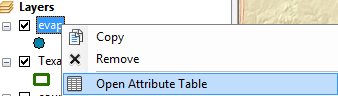 Layers
evap
Copy
Remove
Texa
Open Attribute Table